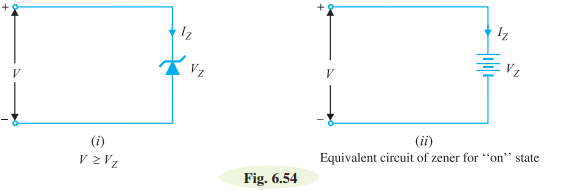 +
I_Z
V
V_Z
–
(i)
V ≥ V_Z
+
I_Z
V
V_Z
–
(ii)
Equivalent circuit of zener for ‘‘on’’ state
Fig. 6.54